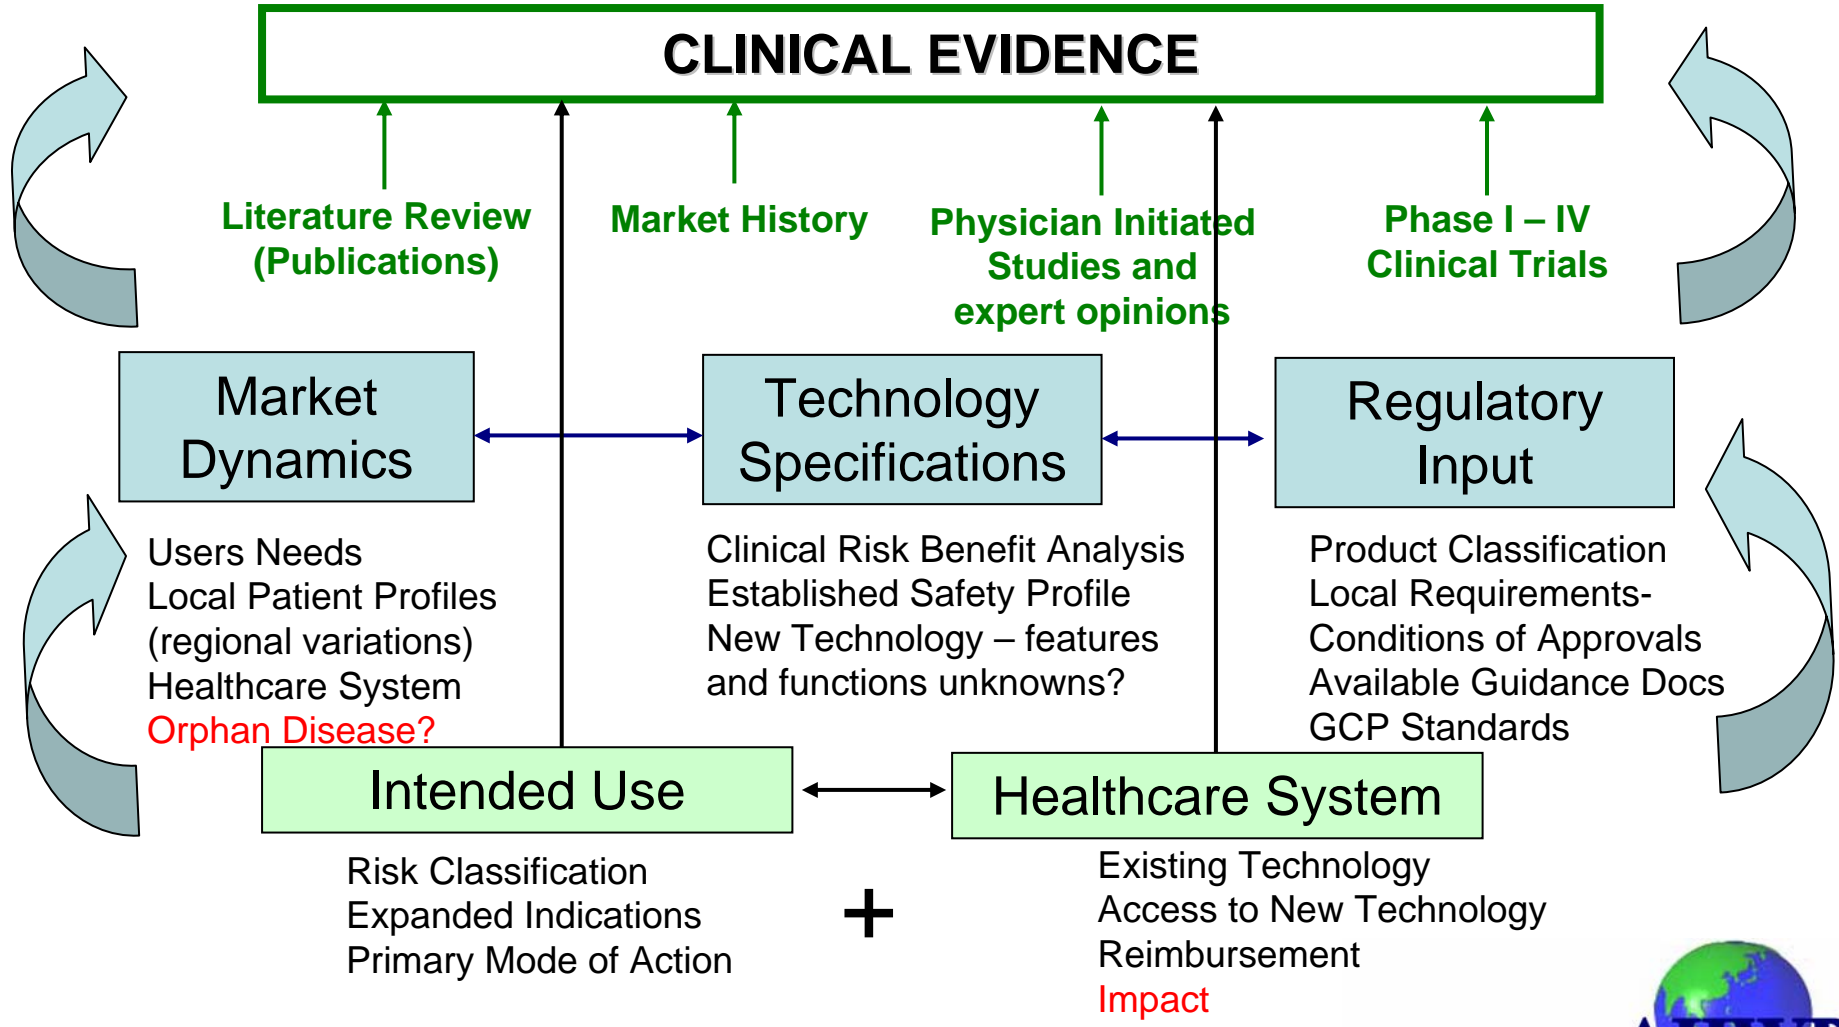 CLINICAL EVIDENCE
Literature Review
(Publications)
Market History
Physician Initiated
Studies and
expert opinions
Phase I – IV
Clinical Trials
Market
Dynamics
Technology
Specifications
Regulatory
Input
Users Needs
Local Patient Profiles
(regional variations)
Healthcare System
Orphan Disease?
Clinical Risk Benefit Analysis
Established Safety Profile
New Technology – features
and functions unknowns?
Product Classification
Local Requirements-
Conditions of Approvals
Available Guidance Docs
GCP Standards
Intended Use
Healthcare System
Risk Classification
Expanded Indications
Primary Mode of Action
+
Existing Technology
Access to New Technology
Reimbursement
Impact